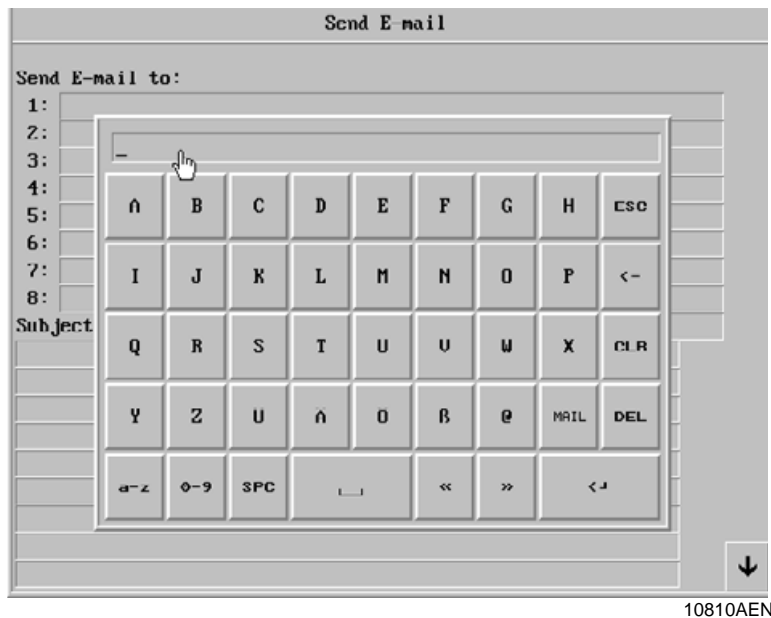 Send E-mail
Send E-mail to:
1:
2:
3:
4:
5:
6:
7:
8:
Subject
_
A B C D E F G H ESC
I J K L M N O P <-
Q R S T U V W X CLR
Y Z Ü Ä Ö ß @ MAIL DEL
a-z 0-9 SPC « »
10810AEN